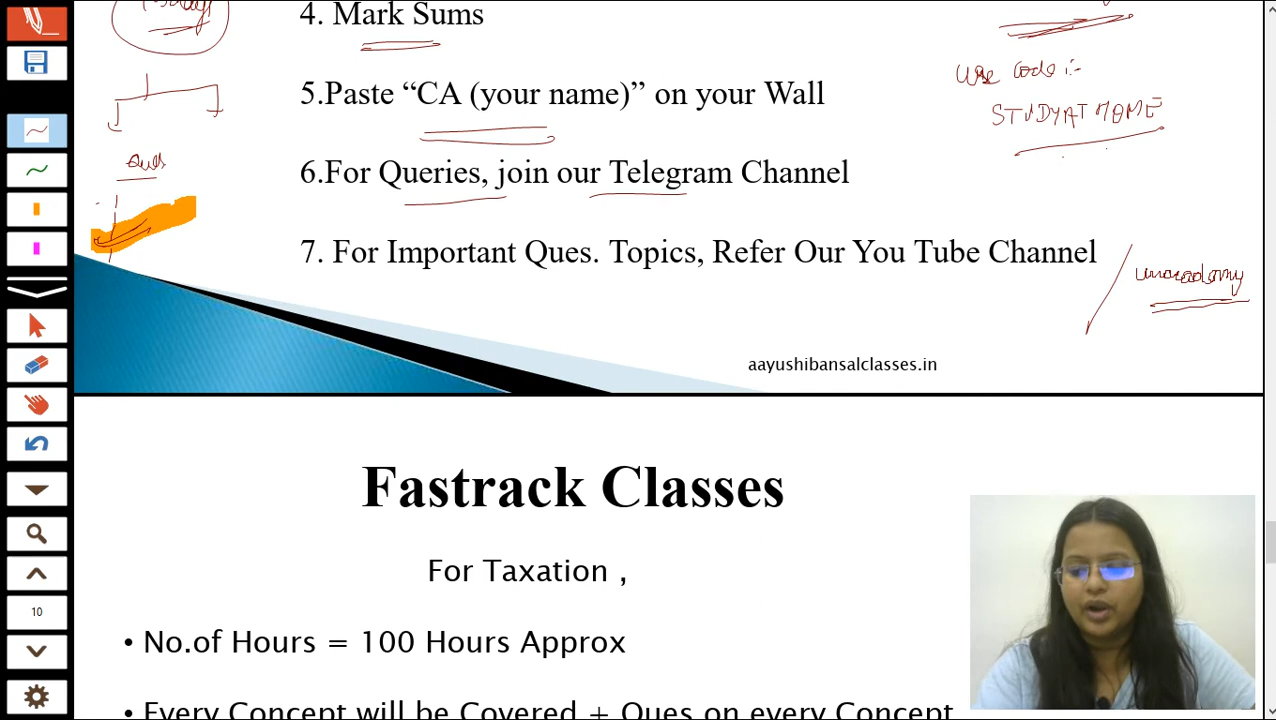 4. Mark Sums
Use code :-
5.Paste “CA (your name)” on your Wall
STUDYAT HOME
6.For Queries, join our Telegram Channel
7. For Important Ques. Topics, Refer Our You Tube Channel
unacademy
aayushibansalclasses.in
Fastrack Classes
For Taxation ,
• No.of Hours = 100 Hours Approx
10
• Every Concept will be Covered + Ques on every Concept